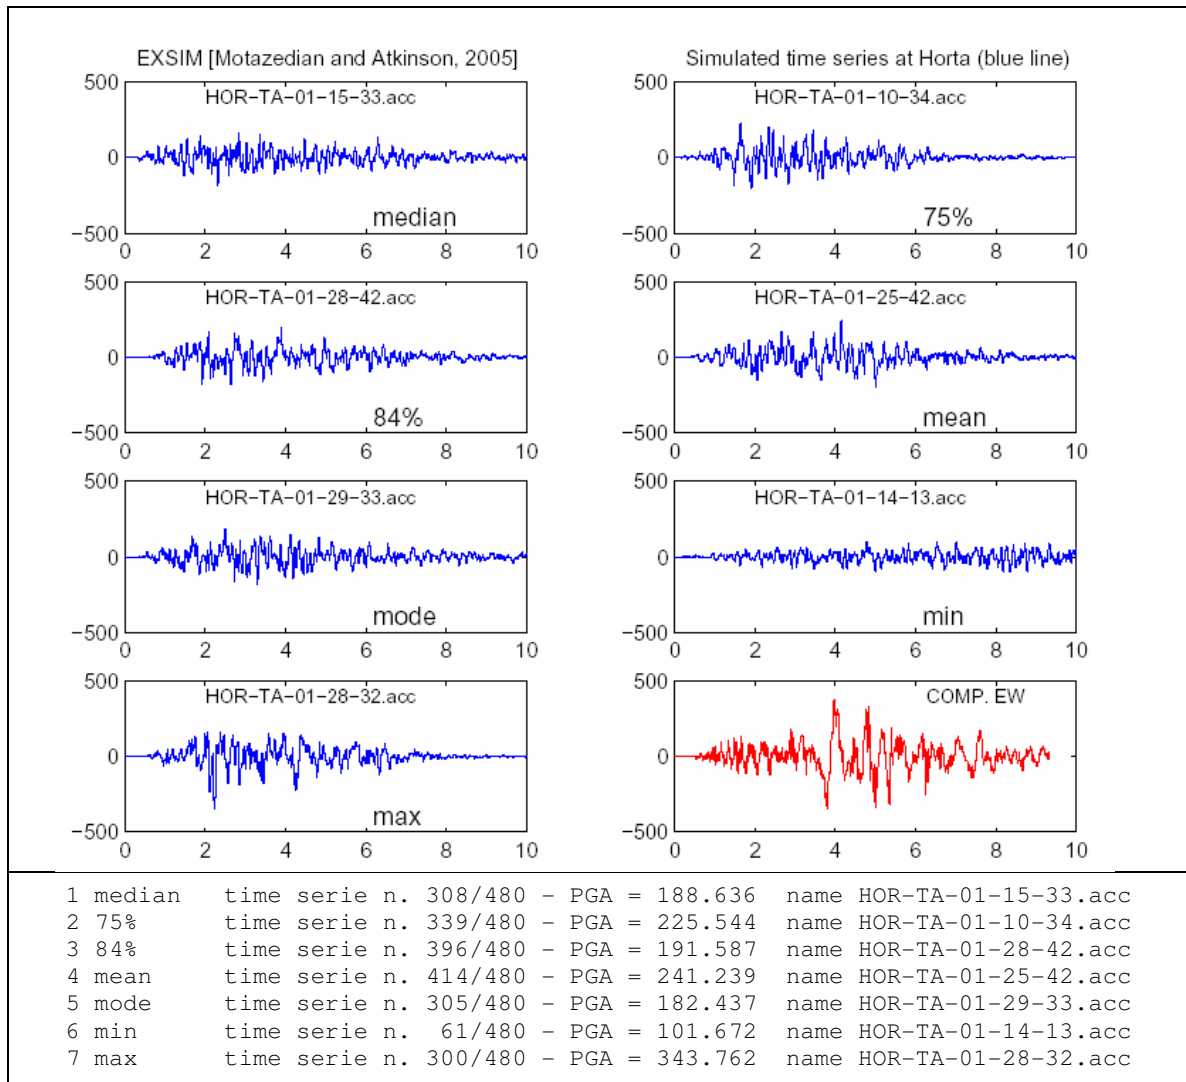 EXSIM [Motazedian and Atkinson, 2005]
Simulated time series at Horta (blue line)
500
0
−500
HOR−TA−01−15−33.acc
median
0 2 4 6 8 10
500
0
−500
HOR−TA−01−10−34.acc
75%
0 2 4 6 8 10
500
0
−500
HOR−TA−01−28−42.acc
84%
0 2 4 6 8 10
500
0
−500
HOR−TA−01−25−42.acc
mean
0 2 4 6 8 10
500
0
−500
HOR−TA−01−29−33.acc
mode
0 2 4 6 8 10
500
0
−500
HOR−TA−01−14−13.acc
min
0 2 4 6 8 10
500
0
−500
HOR−TA−01−28−32.acc
max
0 2 4 6 8 10
500
0
−500
COMP. EW
0 2 4 6 8 10
1 median time serie n. 308/480 - PGA = 188.636 name HOR-TA-01-15-33.acc
2 75% time serie n. 339/480 - PGA = 225.544 name HOR-TA-01-10-34.acc
3 84% time serie n. 396/480 - PGA = 191.587 name HOR-TA-01-28-42.acc
4 mean time serie n. 414/480 - PGA = 241.239 name HOR-TA-01-25-42.acc
5 mode time serie n. 305/480 - PGA = 182.437 name HOR-TA-01-29-33.acc
6 min time serie n. 61/480 - PGA = 101.672 name HOR-TA-01-14-13.acc
7 max time serie n. 300/480 - PGA = 343.762 name HOR-TA-01-28-32.acc